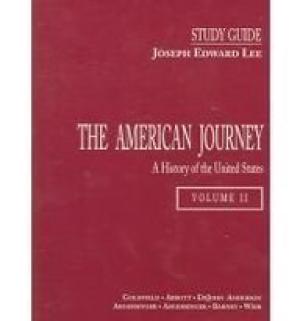 STUDY GUIDE
JOSEPH EDWARD LEE
THE AMERICAN JOURNEY
A History of the United States
VOLUME II
GOLDFIELD • ABBOTT • DEJOHN ANDERSON
ARGERSINGER • ARGERSINGER • BARNEY • WEIR